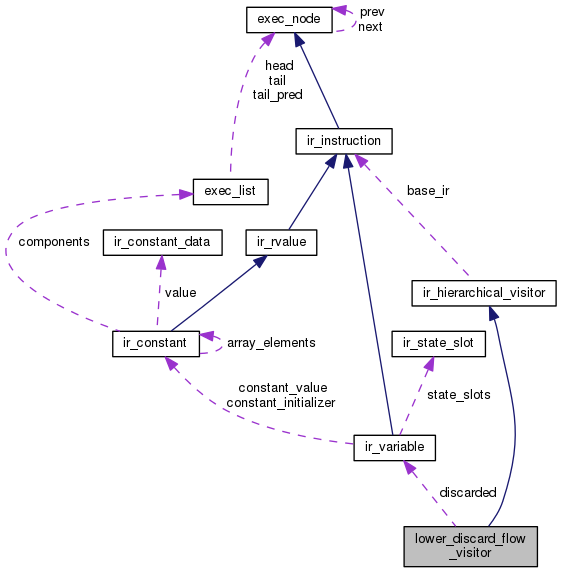 exec_node
prev
next
head
tail
tail_pred
ir_instruction
exec_list
base_ir
components
ir_constant_data
ir_rvalue
value
ir_hierarchical_visitor
ir_constant
array_elements
ir_state_slot
constant_value
constant_initializer
state_slots
ir_variable
discarded
lower_discard_flow
_visitor